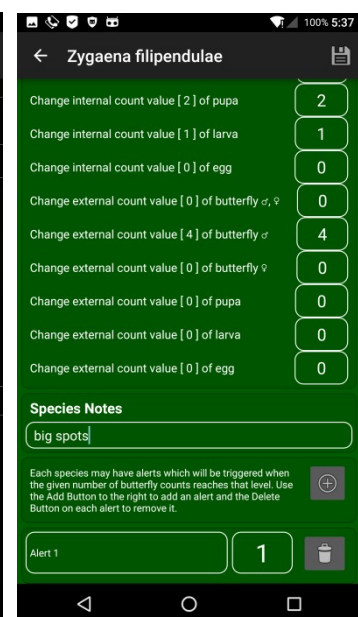 100% 5:37
Zygaena filipendulae
Change internal count value [ 2 ] of pupa 2
Change internal count value [ 1 ] of larva 1
Change internal count value [ 0 ] of egg 0
Change external count value [ 0 ] of butterfly ♂, ♀ 0
Change external count value [ 4 ] of butterfly ♂ 4
Change external count value [ 0 ] of butterfly ♀ 0
Change external count value [ 0 ] of pupa 0
Change external count value [ 0 ] of larva 0
Change external count value [ 0 ] of egg 0
Species Notes
big spots
Each species may have alerts which will be triggered when
the given number of butterfly counts reaches that level. Use
the Add Button to the right to add an alert and the Delete
Button on each alert to remove it.
Alert 1 1